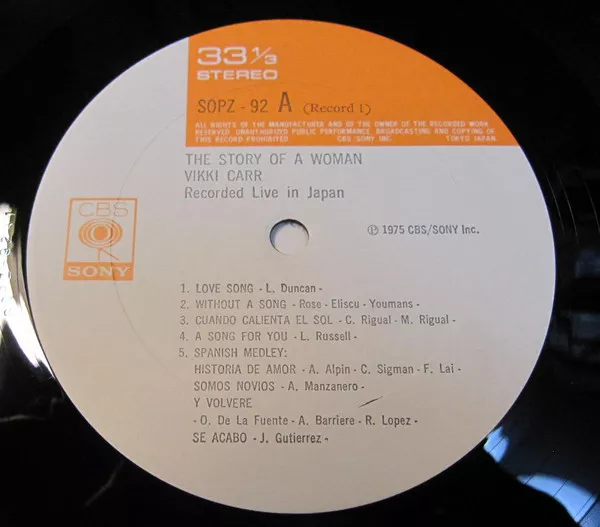 33 1/3
STEREO
SOPZ - 92 A (Record 1)
ALL RIGHTS OF THE MANUFACTURER AND OF THE OWNER OF THE RECORDED WORK
RESERVED UNAUTHORIZED PUBLIC PERFORMANCE, BROADCASTING AND COPYING OF
THIS RECORD PROHIBITED CBS/SONY INC. TOKYO JAPAN.
THE STORY OF A WOMAN
VIKKI CARR
Recorded Live in Japan
CBS
SONY
Ⓟ 1975 CBS/SONY Inc.
1. LOVE SONG - L. Duncan -
2. WITHOUT A SONG - Rose - Eliscu - Youmans -
3. CUANDO CALIENTA EL SOL - C. Rigual - M. Rigual -
4. A SONG FOR YOU - L. Russell -
5. SPANISH MEDLEY:
HISTORIA DE AMOR - A. Alpin - C. Sigman - F. Lai -
SOMOS NOVIOS - A. Manzanero -
Y VOLVERE
- O. De La Fuente - A. Barriere - R. Lopez -
SE ACABO - J. Gutierrez -